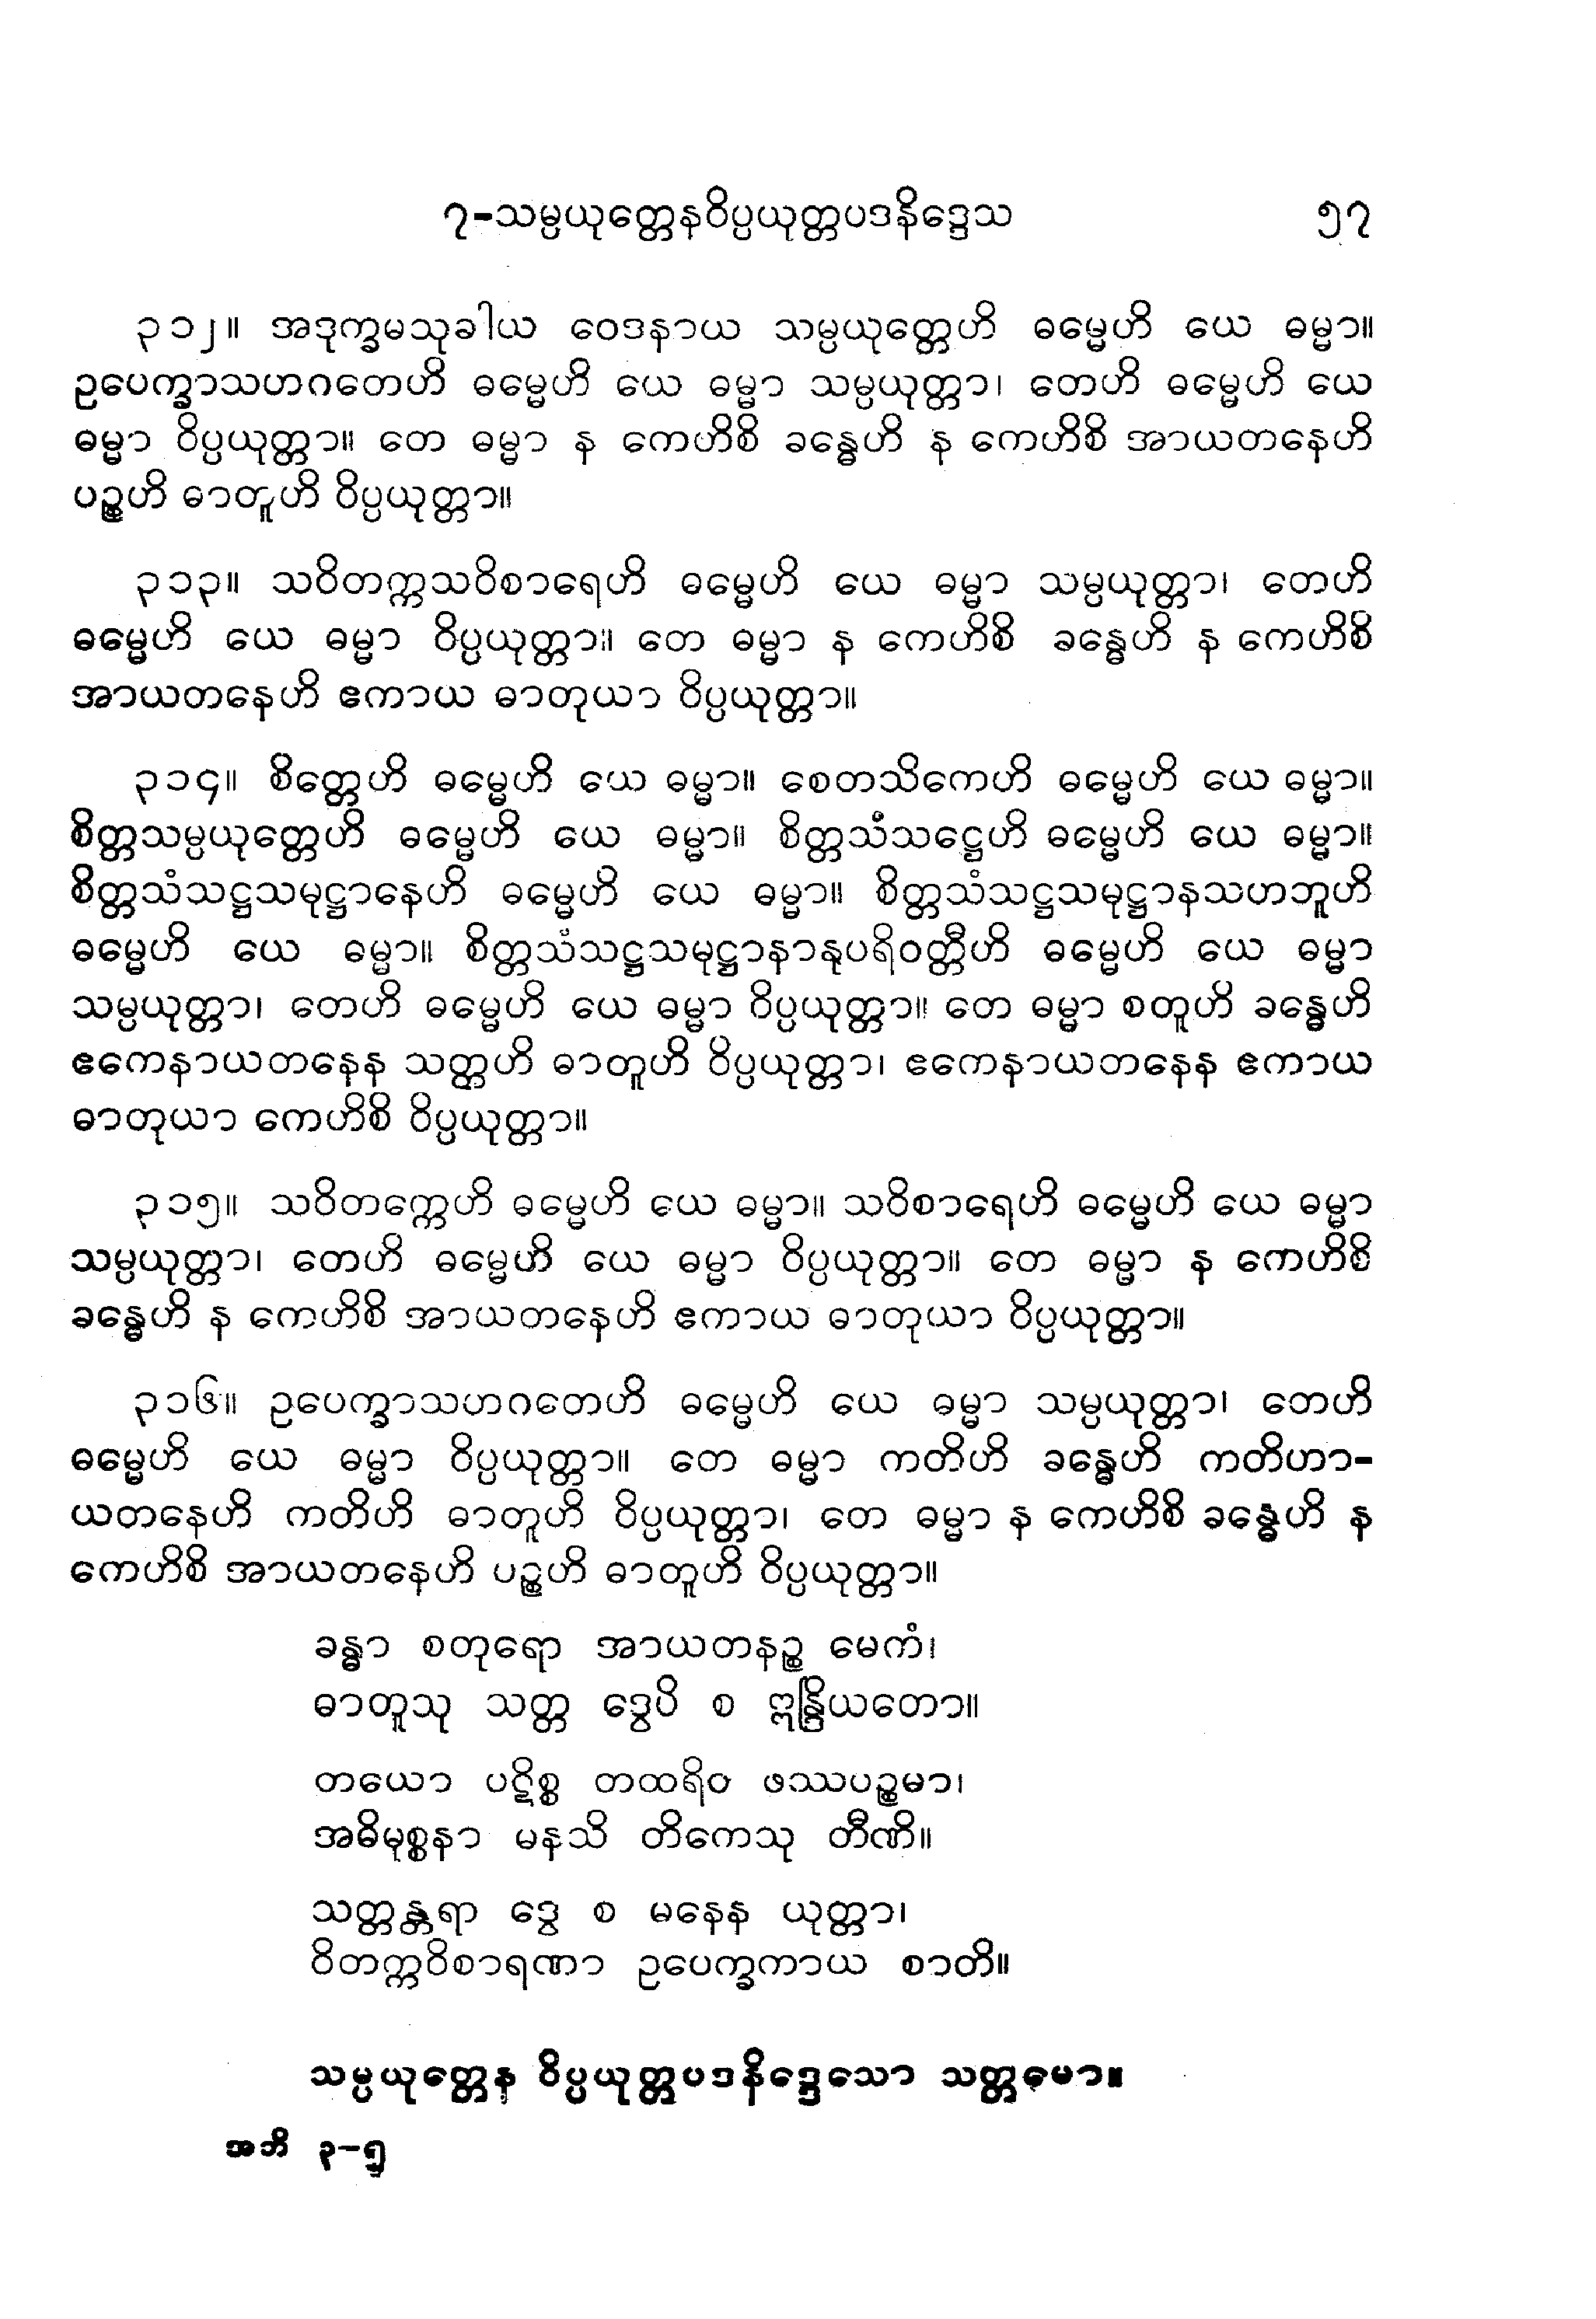 ၇-သမ္ပယုတ္တေနဝိပ္ပယုတ္တပဒနိဒ္ဒေသ ၅၇
၃၁၂။ အဒုက္ခမသုခါယ ဝေဒနာယ သမ္ပယုတ္တေဟိ ဓမ္မေဟိ ယေ ဓမ္မာ။
ဥပေက္ခာသဟဂတေဟိ ဓမ္မေဟိ ယေ ဓမ္မာ သမ္ပယုတ္တာ၊ တေဟိ ဓမ္မေဟိ ယေ
ဓမ္မာ ဝိပ္ပယုတ္တာ။ တေ ဓမ္မာ န ကေဟိစိ ခန္ဓေဟိ န ကေဟိစိ အာယတနေဟိ
ပဉ္စဟိ ဓာတူဟိ ဝိပ္ပယုတ္တာ။
၃၁၃။ သဝိတက္ကသဝိစာရေဟိ ဓမ္မေဟိ ယေ ဓမ္မာ သမ္ပယုတ္တာ၊ တေဟိ
ဓမ္မေဟိ ယေ ဓမ္မာ ဝိပ္ပယုတ္တာ။ တေ ဓမ္မာ န ကေဟိစိ ခန္ဓေဟိ န ကေဟိစိ
အာယတနေဟိ ဧကာယ ဓာတုယာ ဝိပ္ပယုတ္တာ။
၃၁၄။ စိတ္တေဟိ ဓမ္မေဟိ ယေ ဓမ္မာ။ စေတသိကေဟိ ဓမ္မေဟိ ယေ ဓမ္မာ။
စိတ္တသမ္ပယုတ္တေဟိ ဓမ္မေဟိ ယေ ဓမ္မာ။ စိတ္တသံသဋ္ဌေဟိ ဓမ္မေဟိ ယေ ဓမ္မာ။
စိတ္တသံသဋ္ဌသမုဋ္ဌာနေဟိ ဓမ္မေဟိ ယေ ဓမ္မာ။ စိတ္တသံသဋ္ဌသမုဋ္ဌာနသဟဘူဟိ
ဓမ္မေဟိ ယေ ဓမ္မာ။ စိတ္တသံသဋ္ဌသမုဋ္ဌာနာနုပရိဝတ္တီဟိ ဓမ္မေဟိ ယေ ဓမ္မာ
သမ္ပယုတ္တာ၊ တေဟိ ဓမ္မေဟိ ယေ ဓမ္မာ ဝိပ္ပယုတ္တာ။ တေ ဓမ္မာ စတူဟိ ခန္ဓေဟိ
ဧကေနာယတနေန သတ္တဟိ ဓာတူဟိ ဝိပ္ပယုတ္တာ၊ ဧကေနာယတနေန ဧကာယ
ဓာတုယာ ကေဟိစိ ဝိပ္ပယုတ္တာ။
၃၁၅။ သဝိတက္ကေဟိ ဓမ္မေဟိ ယေ ဓမ္မာ။ သဝိစာရေဟိ ဓမ္မေဟိ ယေ ဓမ္မာ
သမ္ပယုတ္တာ၊ တေဟိ ဓမ္မေဟိ ယေ ဓမ္မာ ဝိပ္ပယုတ္တာ။ တေ ဓမ္မာ န ကေဟိစိ
ခန္ဓေဟိ န ကေဟိစိ အာယတနေဟိ ဧကာယ ဓာတုယာ ဝိပ္ပယုတ္တာ။
၃၁၆။ ဥပေက္ခာသဟဂတေဟိ ဓမ္မေဟိ ယေ ဓမ္မာ သမ္ပယုတ္တာ၊ တေဟိ
ဓမ္မေဟိ ယေ ဓမ္မာ ဝိပ္ပယုတ္တာ။ တေ ဓမ္မာ ကတိဟိ ခန္ဓေဟိ ကတိဟာ-
ယတနေဟိ ကတိဟိ ဓာတူဟိ ဝိပ္ပယုတ္တာ၊ တေ ဓမ္မာ န ကေဟိစိ ခန္ဓေဟိ န
ကေဟိစိ အာယတနေဟိ ပဉ္စဟိ ဓာတူဟိ ဝိပ္ပယုတ္တာ။
ခန္ဓာ စတုရော အာယတနဉ္စ မေကံ၊
ဓာတူသု သတ္တ ဒွေပိ စ ဣန္ဒြိယတော။
တယော ပဋိစ္စ တထရိဝ ဖဿပဉ္စမာ၊
အဓိမုစ္စနာ မနသိ တိကေသု တီဏိ။
သတ္တန္တရာ ဒွေ စ မနေန ယုတ္တာ၊
ဝိတက္ကဝိစာရဏာ ဥပေက္ခကာယ စာတိ။
သမ္ပယုတ္တေန ဝိပ္ပယုတ္တပဒနိဒ္ဒေသော သတ္တမော။
အဘိ ၃-၅